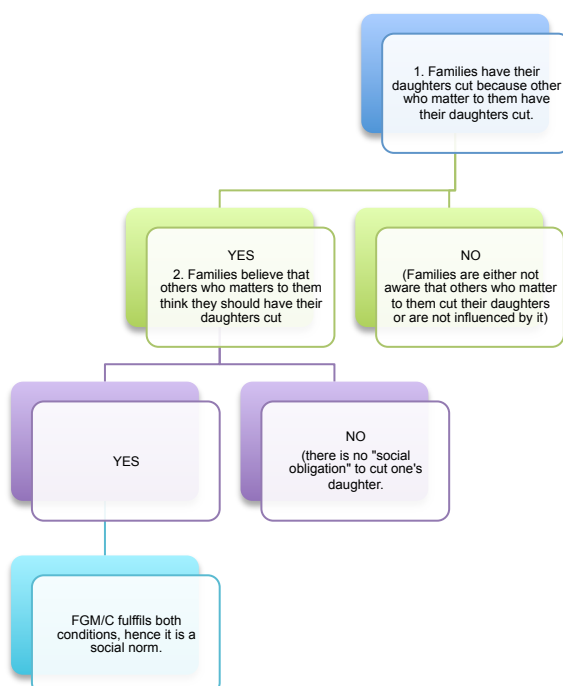 1. Families have their
daughters cut because other
who matter to them have
their daughters cut.
YES
2. Families believe that
others who matters to them
think they should have their
daughters cut
NO
(Families are either not
aware that others who matter
to them cut their daughters
or are not influenced by it)
YES
NO
(there is no "social
obligation" to cut one's
daughter.
FGM/C fulffils both
conditions, hence it is a
social norm.